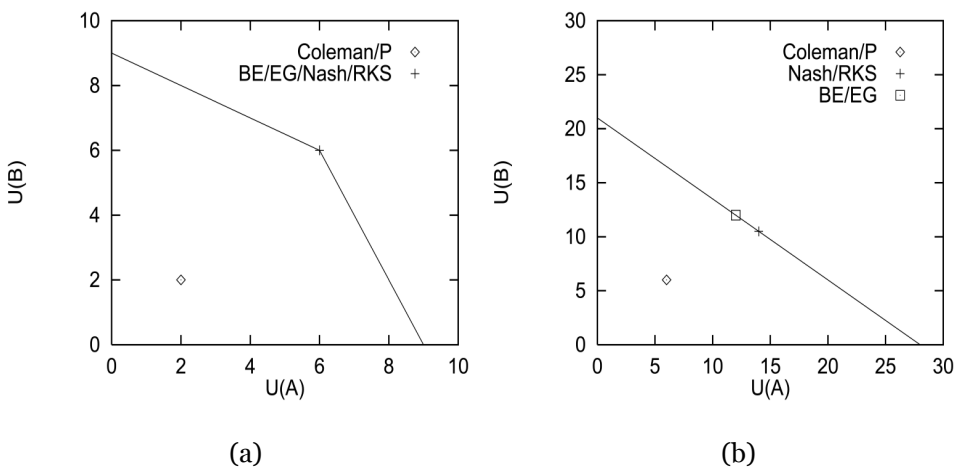 10
8
6
4
2
0
0 2 4 6 8 10
U(B)
U(A)
Coleman/P
BE/EG/Nash/RKS
(a)
30
25
20
15
10
5
0
0 5 10 15 20 25 30
U(B)
U(A)
Coleman/P
Nash/RKS
BE/EG
(b)